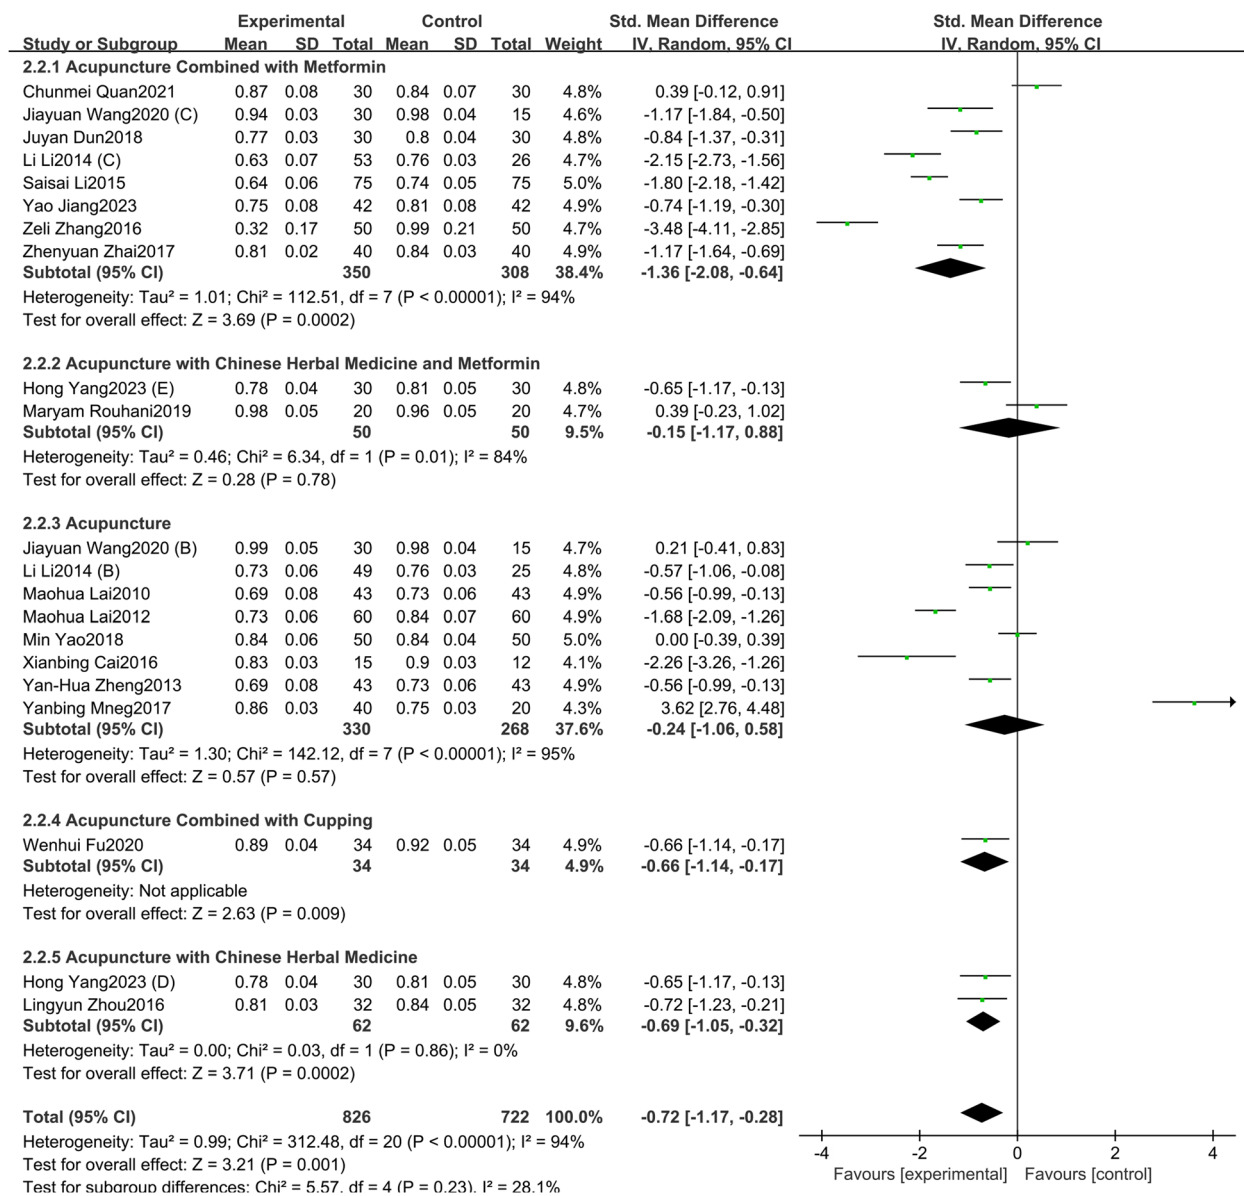 Experimental Control Std. Mean Difference Std. Mean Difference
Study or Subgroup Mean SD Total Mean SD Total Weight IV, Random, 95% CI IV, Random, 95% CI
2.2.1 Acupuncture Combined with Metformin
Chunmei Quan2021 0.87 0.08 30 0.84 0.07 30 4.8% 0.39 [-0.12, 0.91]
Jiayuan Wang2020 (C) 0.94 0.03 30 0.98 0.04 15 4.6% -1.17 [-1.84, -0.50]
Juyan Dun2018 0.77 0.03 30 0.8 0.04 30 4.8% -0.84 [-1.37, -0.31]
Li Li2014 (C) 0.63 0.07 53 0.76 0.03 26 4.7% -2.15 [-2.73, -1.56]
Saisai Li2015 0.64 0.06 75 0.74 0.05 75 5.0% -1.80 [-2.18, -1.42]
Yao Jiang2023 0.75 0.08 42 0.81 0.08 42 4.9% -0.74 [-1.19, -0.30]
Zeli Zhang2016 0.32 0.17 50 0.99 0.21 50 4.7% -3.48 [-4.11, -2.85]
Zhenyuan Zhai2017 0.81 0.02 40 0.84 0.03 40 4.9% -1.17 [-1.64, -0.69]
Subtotal (95% CI) 350 308 38.4% -1.36 [-2.08, -0.64]
Heterogeneity: Tau² = 1.01; Chi² = 112.51, df = 7 (P < 0.00001); I² = 94%
Test for overall effect: Z = 3.69 (P = 0.0002)
2.2.2 Acupuncture with Chinese Herbal Medicine and Metformin
Hong Yang2023 (E) 0.78 0.04 30 0.81 0.05 30 4.8% -0.65 [-1.17, -0.13]
Maryam Rouhani2019 0.98 0.05 20 0.96 0.05 20 4.7% 0.39 [-0.23, 1.02]
Subtotal (95% CI) 50 50 9.5% -0.15 [-1.17, 0.88]
Heterogeneity: Tau² = 0.46; Chi² = 6.34, df = 1 (P = 0.01); I² = 84%
Test for overall effect: Z = 0.28 (P = 0.78)
2.2.3 Acupuncture
Jiayuan Wang2020 (B) 0.99 0.05 30 0.98 0.04 15 4.7% 0.21 [-0.41, 0.83]
Li Li2014 (B) 0.73 0.06 49 0.76 0.03 25 4.8% -0.57 [-1.06, -0.08]
Maohua Lai2010 0.69 0.08 43 0.73 0.06 43 4.9% -0.56 [-0.99, -0.13]
Maohua Lai2012 0.73 0.06 60 0.84 0.07 60 4.9% -1.68 [-2.09, -1.26]
Min Yao2018 0.84 0.06 50 0.84 0.04 50 5.0% 0.00 [-0.39, 0.39]
Xianbing Cai2016 0.83 0.03 15 0.9 0.03 12 4.1% -2.26 [-3.26, -1.26]
Yan-Hua Zheng2013 0.69 0.08 43 0.73 0.06 43 4.9% -0.56 [-0.99, -0.13]
Yanbing Mneg2017 0.86 0.03 40 0.75 0.03 20 4.3% 3.62 [2.76, 4.48]
Subtotal (95% CI) 330 268 37.6% -0.24 [-1.06, 0.58]
Heterogeneity: Tau² = 1.30; Chi² = 142.12, df = 7 (P < 0.00001); I² = 95%
Test for overall effect: Z = 0.57 (P = 0.57)
2.2.4 Acupuncture Combined with Cupping
Wenhui Fu2020 0.89 0.04 34 0.92 0.05 34 4.9% -0.66 [-1.14, -0.17]
Subtotal (95% CI) 34 34 4.9% -0.66 [-1.14, -0.17]
Heterogeneity: Not applicable
Test for overall effect: Z = 2.63 (P = 0.009)
2.2.5 Acupuncture with Chinese Herbal Medicine
Hong Yang2023 (D) 0.78 0.04 30 0.81 0.05 30 4.8% -0.65 [-1.17, -0.13]
Lingyun Zhou2016 0.81 0.03 32 0.84 0.05 32 4.8% -0.72 [-1.23, -0.21]
Subtotal (95% CI) 62 62 9.6% -0.69 [-1.05, -0.32]
Heterogeneity: Tau² = 0.00; Chi² = 0.03, df = 1 (P = 0.86); I² = 0%
Test for overall effect: Z = 3.71 (P = 0.0002)
Total (95% CI) 826 722 100.0% -0.72 [-1.17, -0.28]
Heterogeneity: Tau² = 0.99; Chi² = 312.48, df = 20 (P < 0.00001); I² = 94%
Test for overall effect: Z = 3.21 (P = 0.001)
Test for subgroup differences: Chi² = 5.57, df = 4 (P = 0.23), I² = 28.1%
-4 -2 0 2 4
Favours [experimental] Favours [control]